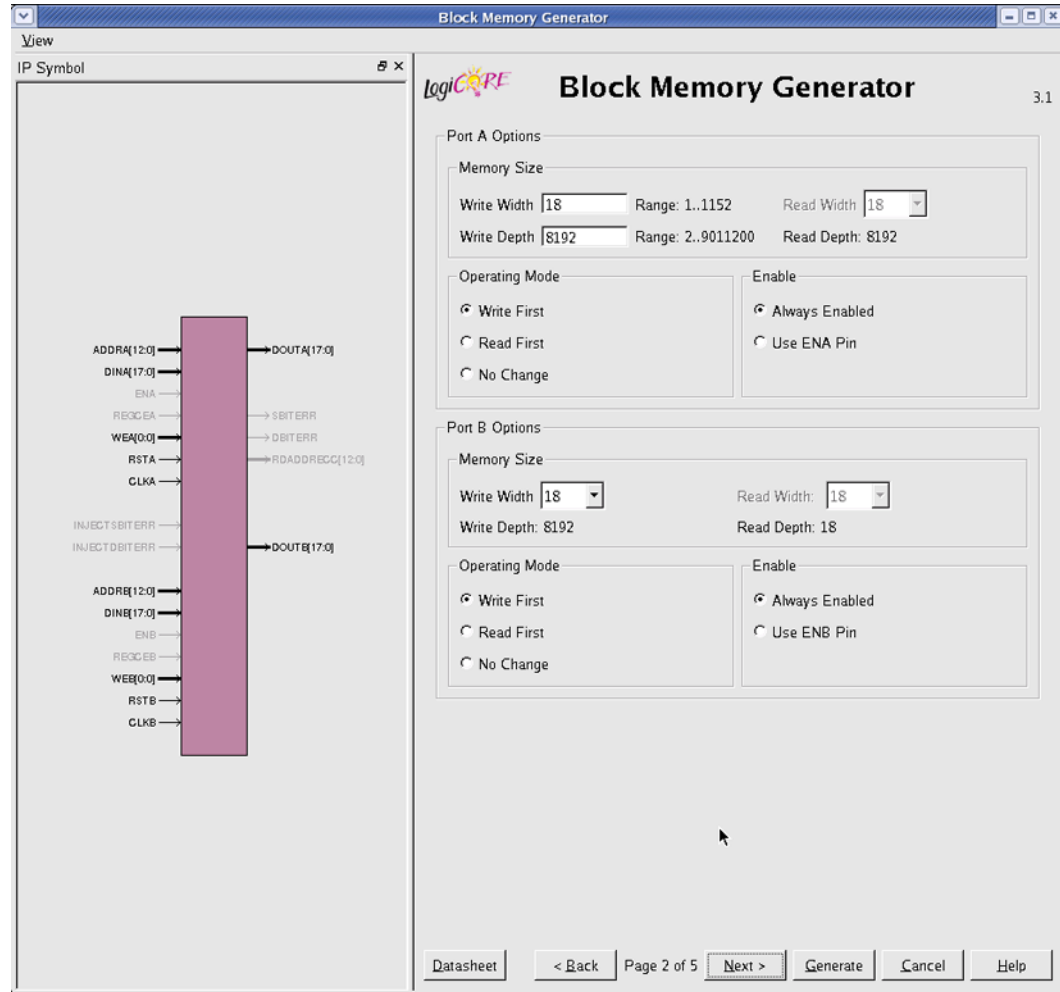 Block Memory Generator
View
IP Symbol
ADDRA[12:0]
DOUTA[17:0]
DINA[17:0]
ENA
REGCEA
SBITERR
WEA[0:0]
DBITERR
RSTA
RDADDRECC[12:0]
CLKA
INJECTSBITERR
INJECTDBITERR
DOUTB[17:0]
ADDRB[12:0]
DINB[17:0]
ENB
REGCEB
WEB[0:0]
RSTB
CLKB
LogiCORE
Block Memory Generator
3.1
Port A Options
Memory Size
Write Width 18 Range: 1..1152 Read Width 18
Write Depth 8192 Range: 2..9011200 Read Depth: 8192
Operating Mode
Write First
Read First
No Change
Enable
Always Enabled
Use ENA Pin
Port B Options
Memory Size
Write Width 18 Read Width: 18
Write Depth: 8192 Read Depth: 18
Operating Mode
Write First
Read First
No Change
Enable
Always Enabled
Use ENB Pin
Datasheet < Back Page 2 of 5 Next > Generate Cancel Help